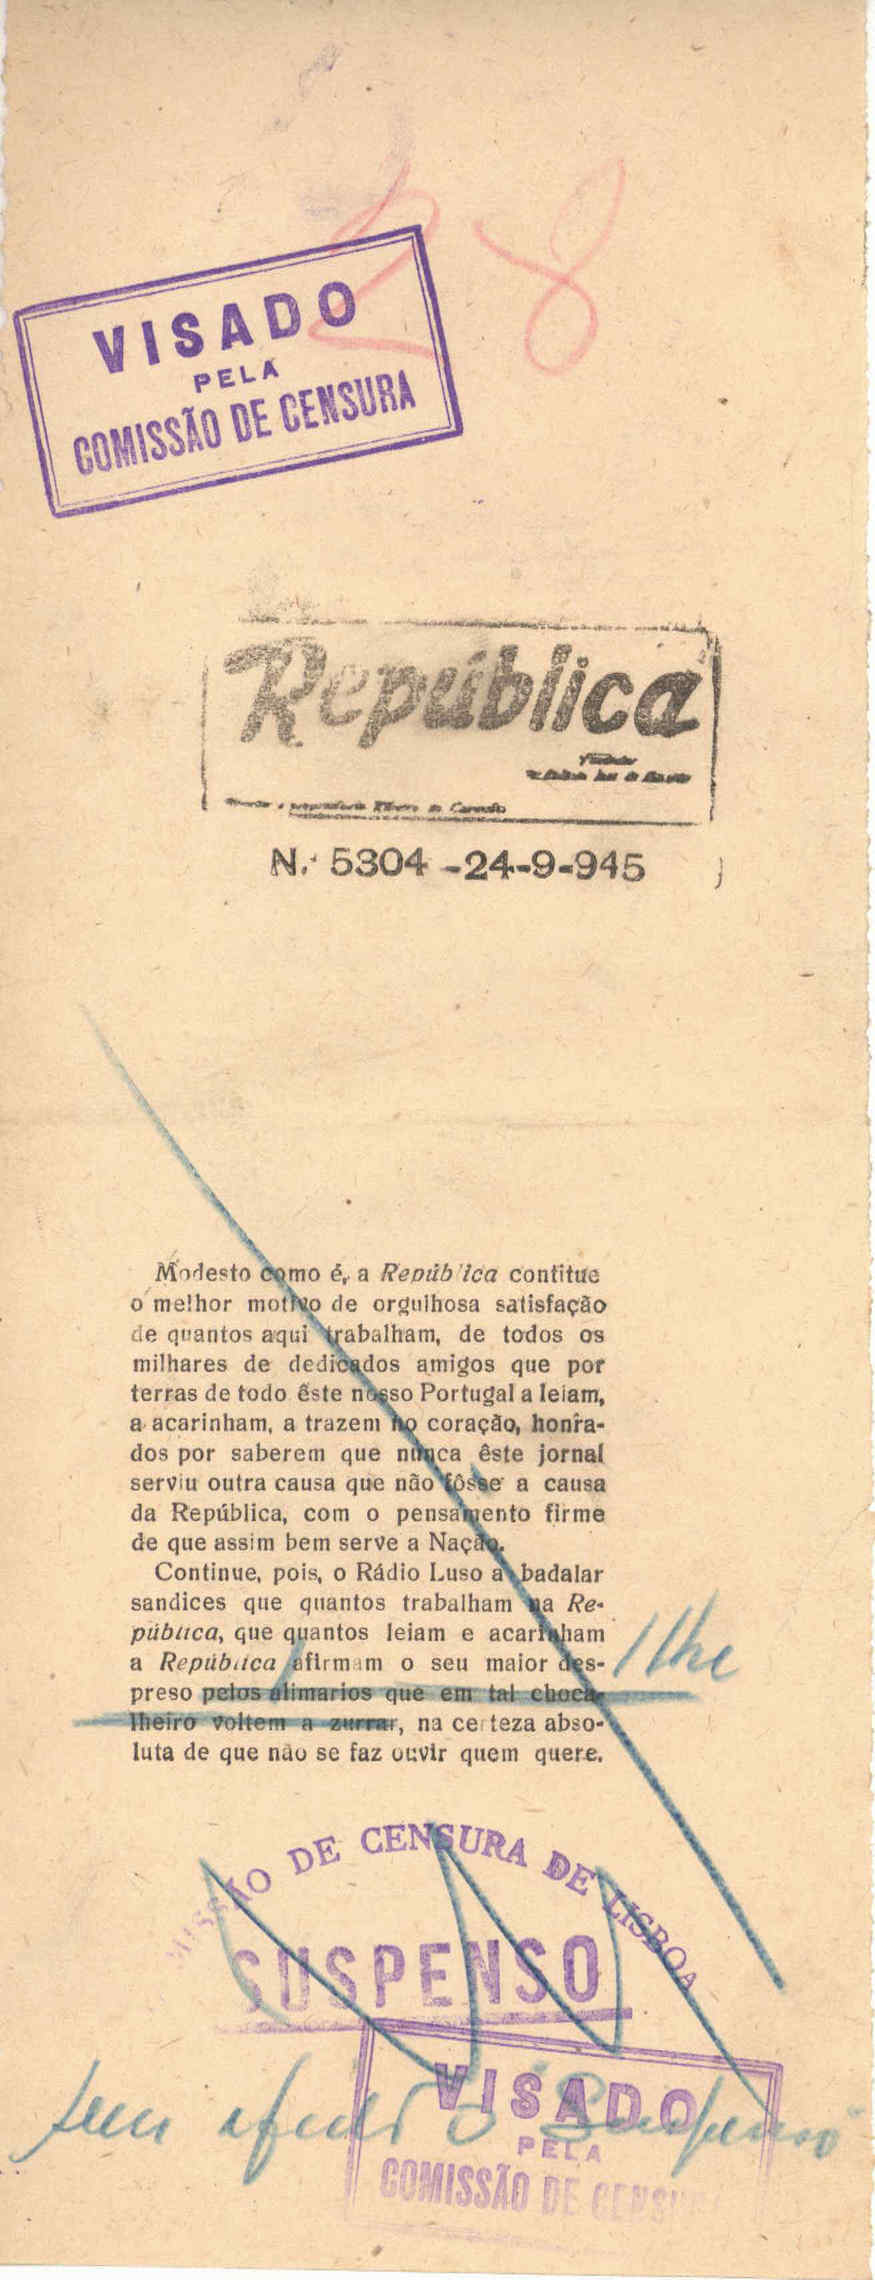 28
VISADO
PELA
COMISSÃO DE CENSURA
República
N.º 5304 -24-9-945
Modesto como é, a República contitue
o melhor motivo de orgulhosa satisfação
de quantos aqui trabalham, de todos os
milhares de dedicados amigos que por
terras de todo êste nosso Portugal a leiam,
a acarinham, a trazem no coração, honra-
dos por saberem que nunca êste jornal
serviu outra causa que não fôsse a causa
da República, com o pensamento firme
de que assim bem serve a Nação.
Continue, pois, o Rádio Luso a badalar
sandices que quantos trabalham na Re-
pública, que quantos leiam e acarinham
a República afirmam o seu maior des-
preso pelos alimarios que em tal choca-
lheiro voltem a zurrar, na certeza abso-
luta de que não se faz ouvir quem quere.
lhe
MISSÃO DE CENSURA DE LISBOA
SUSPENSO
sem efeito o "Suspenso"
VISADO
PELA
COMISSÃO DE CENSURA